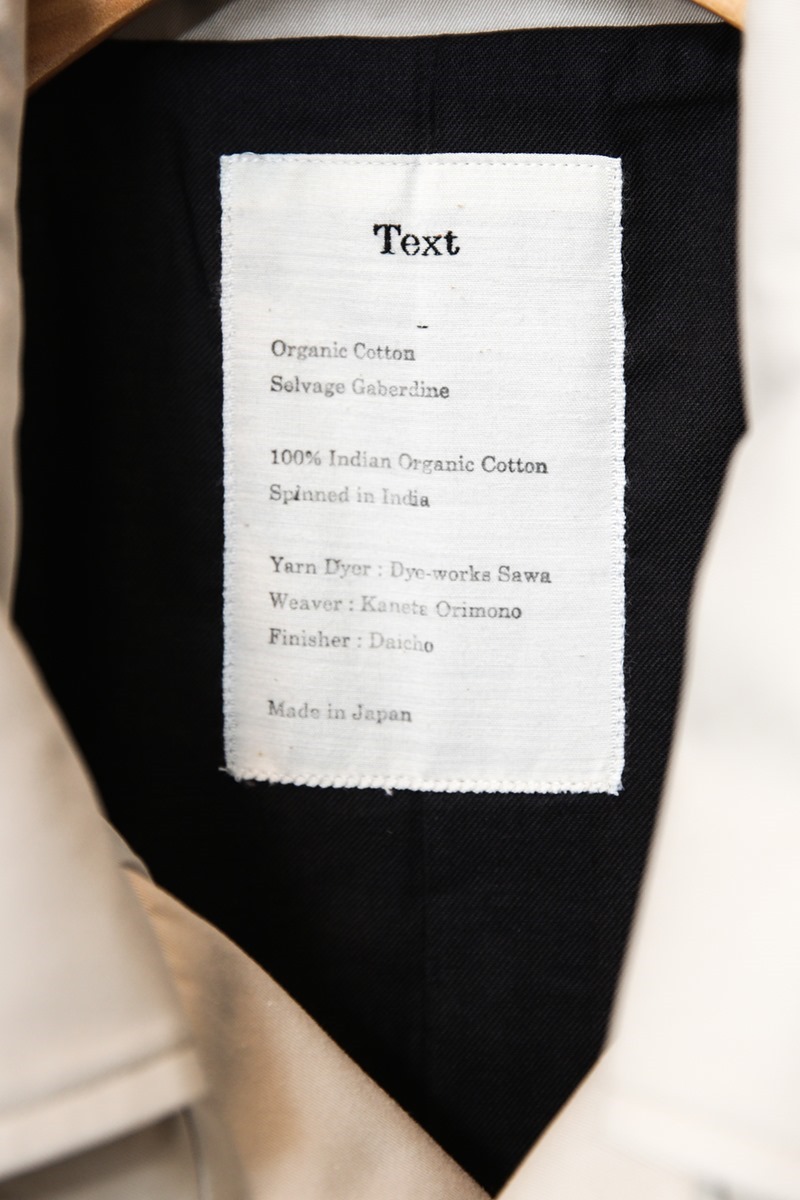 Text
-
Organic Cotton
Selvage Gaberdine
100% Indian Organic Cotton
Spinned in India
Yarn Dyer : Dye-works Sawa
Weaver : Kaneta Orimono
Finisher : Daicho
Made in Japan